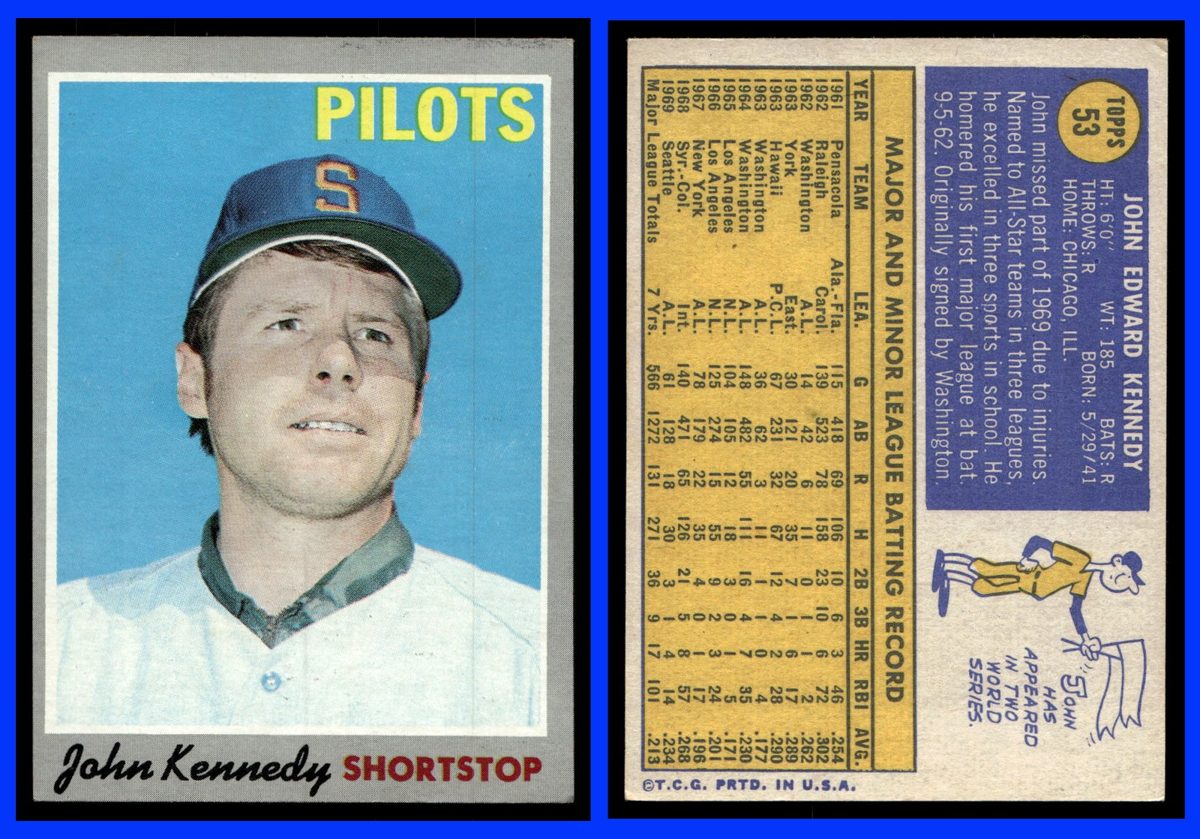 PILOTS
S
John Kennedy SHORTSTOP
TOPPS
53
JOHN EDWARD KENNEDY
HT: 6'0" WT: 185 BATS: R
THROWS: R BORN: 5/29/41
HOME: CHICAGO, ILL.
John missed part of 1969 due to injuries.
Named to All-Star teams in three leagues,
he excelled in three sports in school. He
homered his first major league at bat
9-5-62. Originally signed by Washington.
JOHN
HAS
APPEARED
IN TWO
WORLD
SERIES.
MAJOR AND MINOR LEAGUE BATTING RECORD
YEAR TEAM LEA. G AB R H 2B 3B HR RBI AVG.
1961 Pensacola Ala.-Fla. 115 418 69 106 10 6 3 46 .254
1962 Raleigh Carol. 139 523 78 158 23 10 6 72 .302
1962 Washington A.L. 14 42 6 11 0 1 1 2 .262
1963 York East. 30 121 20 35 7 1 6 17 .289
1963 Hawaii P.C.L. 67 231 32 67 12 4 2 28 .290
1963 Washington A.L. 36 62 3 11 1 1 0 4 .177
1964 Washington A.L. 148 482 55 111 16 4 7 35 .230
1965 Los Angeles N.L. 104 105 12 18 3 0 1 5 .171
1966 Los Angeles N.L. 125 274 15 55 9 2 3 24 .201
1967 New York A.L. 78 179 22 35 4 0 1 17 .196
1968 Syr.-Col. Int. 140 471 65 126 21 5 8 57 .268
1969 Seattle A.L. 61 128 18 30 3 1 4 14 .234
Major League Totals 7 Yrs. 566 1272 131 271 36 9 17 101 .213
©T.C.G. PRTD. IN U.S.A.